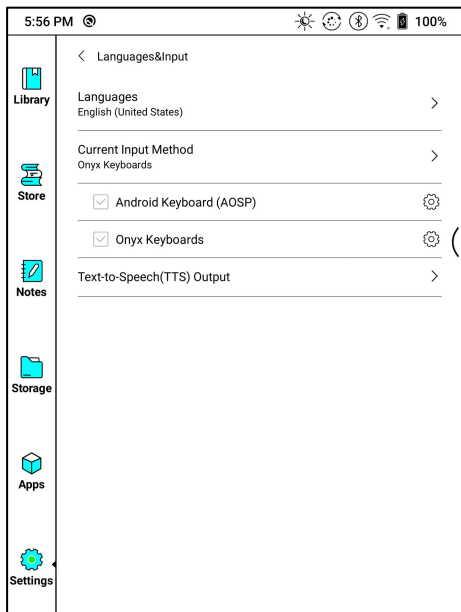 5:56 PM
100%
Languages&Input
Languages
English (United States)
Current Input Method
Onyx Keyboards
Android Keyboard (AOSP)
Onyx Keyboards
Text-to-Speech(TTS) Output
Library
Store
Notes
Storage
Apps
Settings